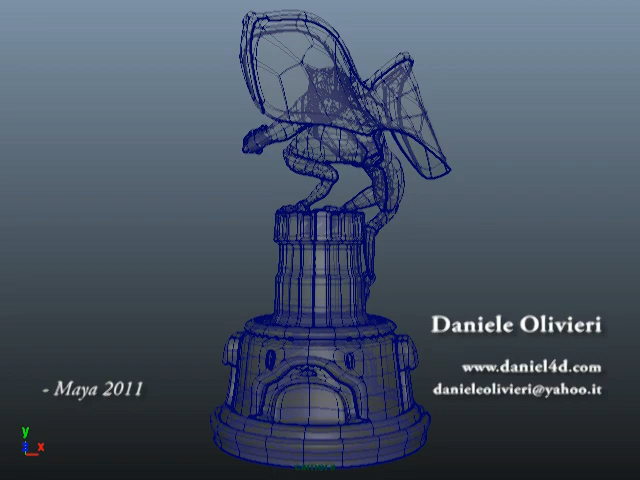 Daniele Olivieri
www.daniel4d.com
- Maya 2011
danieleolivieri@yahoo.it
y
x